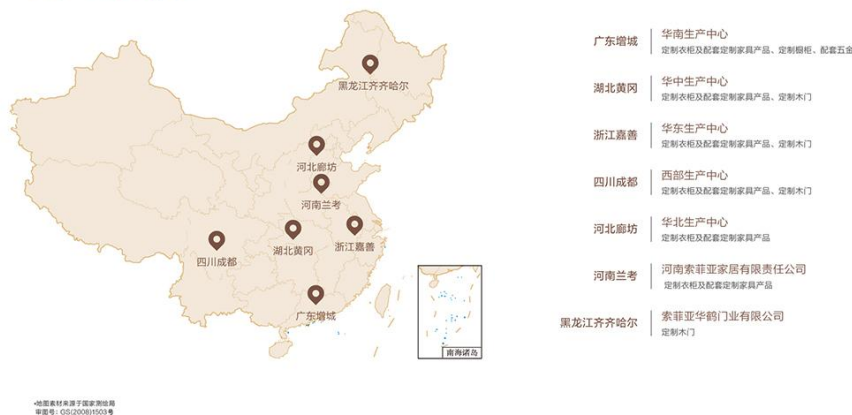 黑龙江齐齐哈尔
河北廊坊
河南兰考
浙江嘉善
湖北黄冈
四川成都
广东增城
南海诸岛
•地图素材来源于国家测绘局
审图号：GS(2008)1503号
广东增城
华南生产中心
定制衣柜及配套定制家具产品、定制橱柜、配套五金
湖北黄冈
华中生产中心
定制衣柜及配套定制家具产品、定制木门
浙江嘉善
华东生产中心
定制衣柜及配套定制家具产品、定制木门
四川成都
西部生产中心
定制衣柜及配套定制家具产品、定制木门
河北廊坊
华北生产中心
定制衣柜及配套定制家具产品
河南兰考
河南索菲亚家居有限责任公司
定制衣柜及配套定制家具产品
黑龙江齐齐哈尔
索菲亚华鹤门业有限公司
定制木门